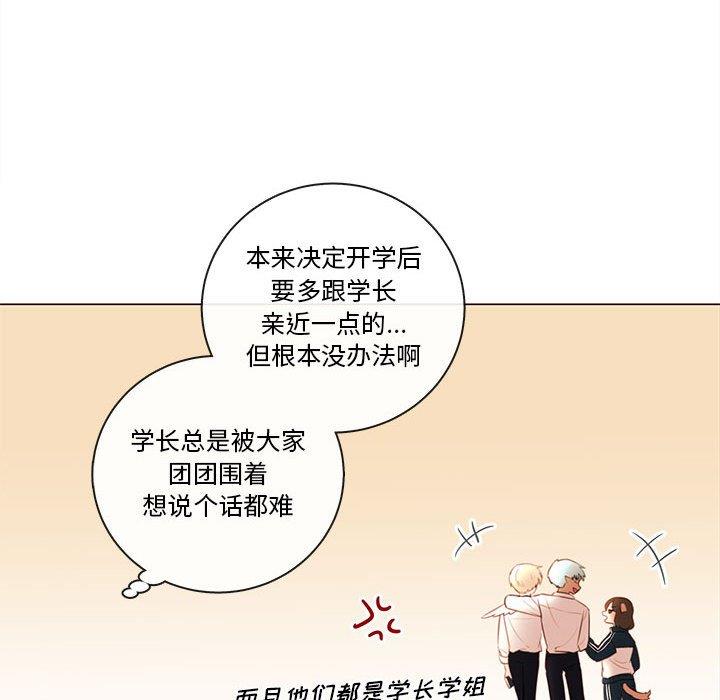 本来决定开学后
要多跟学长
亲近一点的...
但根本没办法啊
学长总是被大家
团团围着
想说个话都难
而且他们都是学长学姐